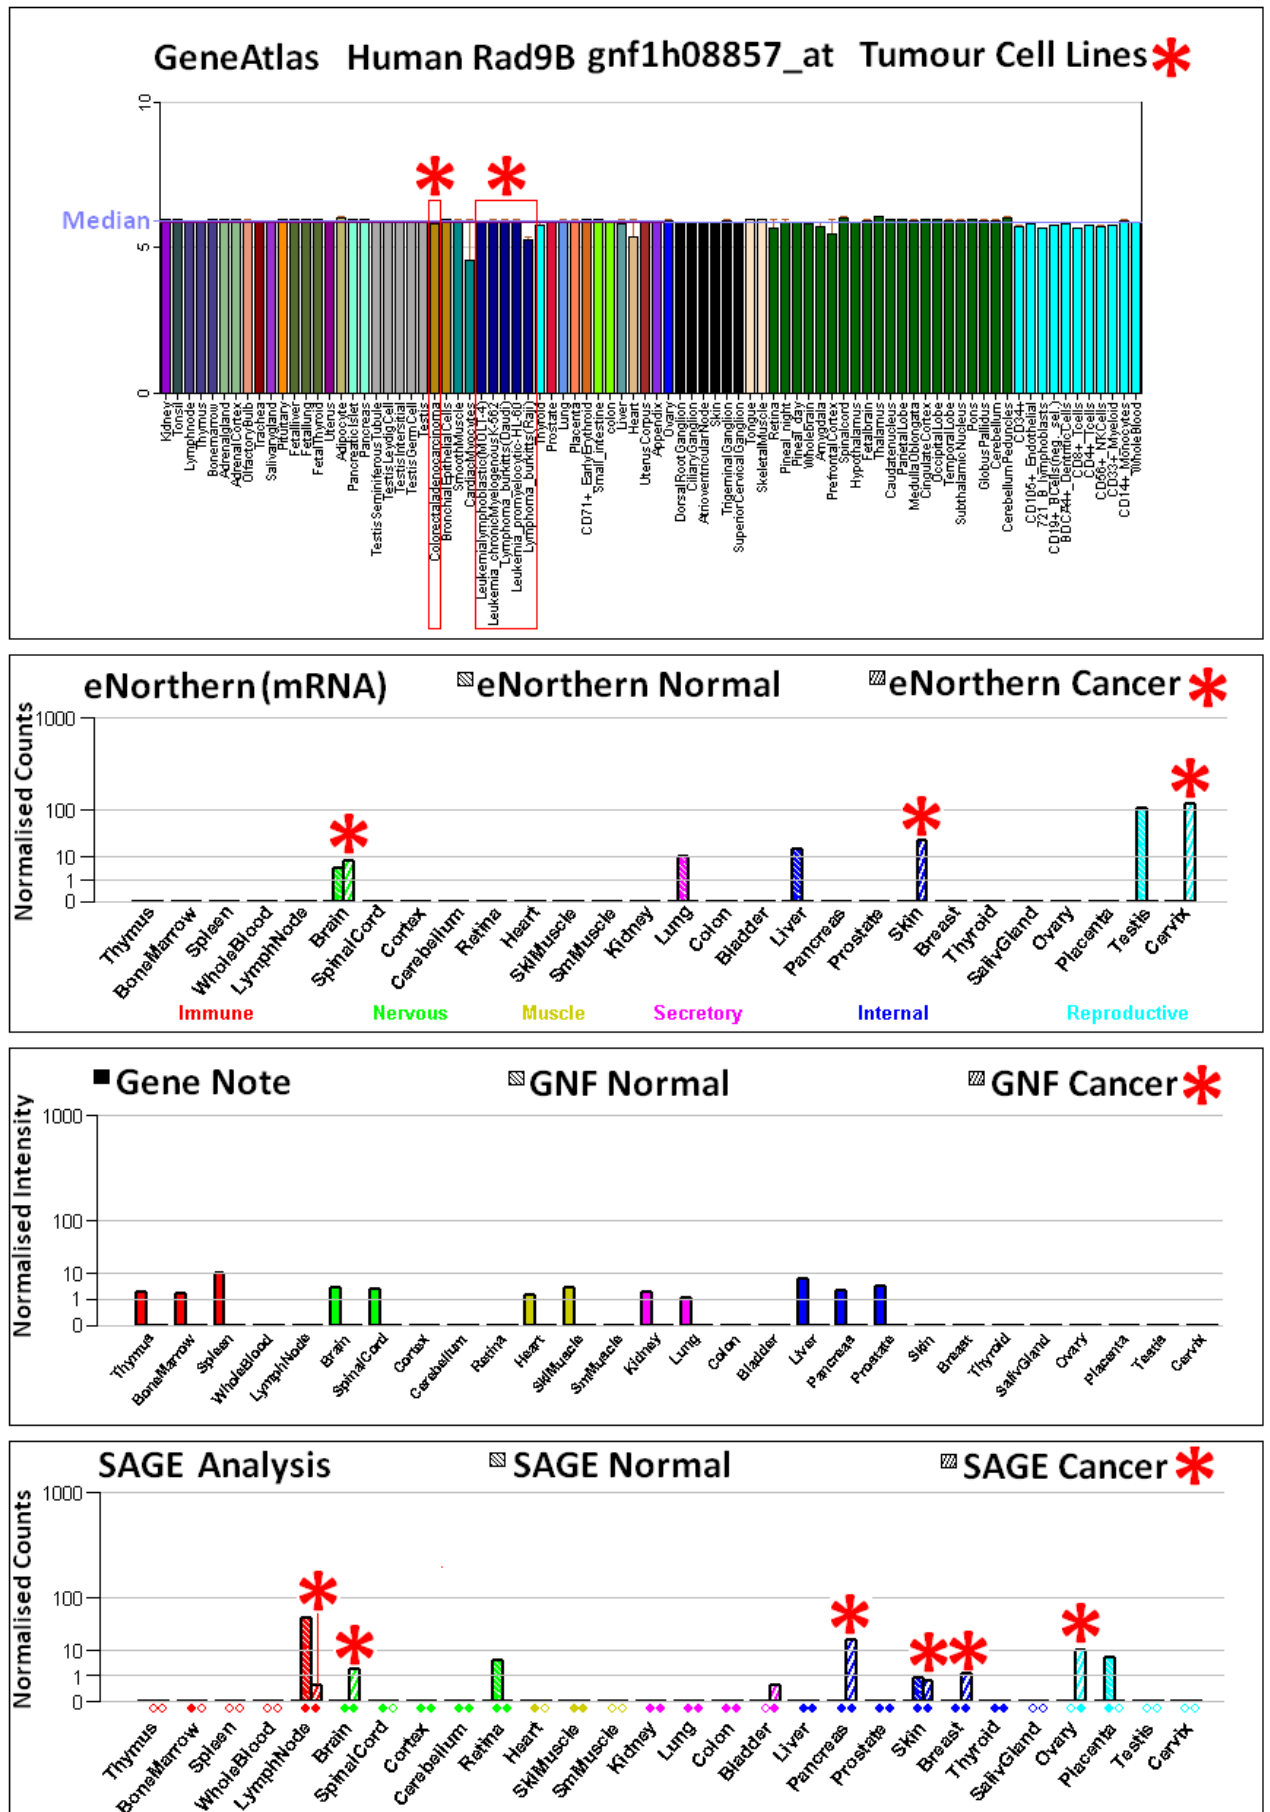 GeneAtlas Human Rad9B gnf1h08857_at Tumour Cell Lines *
10
* *
Median
5
0
Kidney
Tonsil
Lymphnode
Thymus
Bonemarrow
Adrenalgland
AdrenalCortex
OlfactoryBulb
Trachea
Salivarygland
Pituitary
Fetalliver
Fetallung
FetalThyroid
Uterus
Adipocyte
PancreaticIslet
Pancreas
TestisSeminiferousTubule
TestisLeydigCell
TestisIntersitial
TestisGermCell
Testis
Colorectaladenocarcinoma
BronchialEpithelialCells
SmoothMuscle
CardiacMyocytes
Leukemialymphoblastic(MOLT-4)
Leukemia_chronicMyelogenousK-562
Lymphoma_burkitts(Daudi)
Leukemia_promyelocytic-HL-60
Lymphoma_burkitts(Raji)
Thyroid
Prostate
Lung
Placenta
CD71+_EarlyErythroid
Small_intestine
colon
Liver
Heart
UterusCorpus
Appendix
Ovary
DorsalRootGanglion
CiliaryGanglion
AtrioventricularNode
Skin
TrigeminalGanglion
SuperiorCervicalGanglion
Tongue
SkeletalMuscle
Retina
Pineal_night
Pineal_day
WholeBrain
Amygdala
PrefrontalCortex
Spinalcord
Hypothalamus
Fetalbrain
Thalamus
Caudatenucleus
ParietalLobe
MedullaOblongata
CingulateCortex
OccipitalLobe
TemporalLobe
SubthalamicNucleus
Pons
GlobusPallidus
Cerebellum
CerebellumPeduncles
CD34+
CD105+_Endothelial
721_B_lymphoblasts
CD19+_BCells(neg._sel.)
BDCA4+_DentriticCells
CD8+_Tcells
CD4+_Tcells
CD56+_NKCells
CD33+_Myeloid
CD14+_Monocytes
WholeBlood
eNorthern (mRNA) eNorthern Normal eNorthern Cancer *
Normalised Counts
1000
100
10
1
0
* * *
Thymus
BoneMarrow
Spleen
WholeBlood
LymphNode
Brain
SpinalCord
Cortex
Cerebellum
Retina
Heart
SklMuscle
SmMuscle
Kidney
Lung
Colon
Bladder
Liver
Pancreas
Prostate
Skin
Breast
Thyroid
SalivGland
Ovary
Placenta
Testis
Cervix
Immune Nervous Muscle Secretory Internal Reproductive
Gene Note GNF Normal GNF Cancer *
Normalised Intensity
1000
100
10
1
0
Thymus
BoneMarrow
Spleen
WholeBlood
LymphNode
Brain
SpinalCord
Cortex
Cerebellum
Retina
Heart
SklMuscle
SmMuscle
Kidney
Lung
Colon
Bladder
Liver
Pancreas
Prostate
Skin
Breast
Thyroid
SalivGland
Ovary
Placenta
Testis
Cervix
SAGE Analysis SAGE Normal SAGE Cancer *
Normalised Counts
1000
100
10
1
0
* * * * * *
Thymus
BoneMarrow
Spleen
WholeBlood
LymphNode
Brain
SpinalCord
Cortex
Cerebellum
Retina
Heart
SklMuscle
SmMuscle
Kidney
Lung
Colon
Bladder
Liver
Pancreas
Prostate
Skin
Breast
Thyroid
SalivGland
Ovary
Placenta
Testis
Cervix